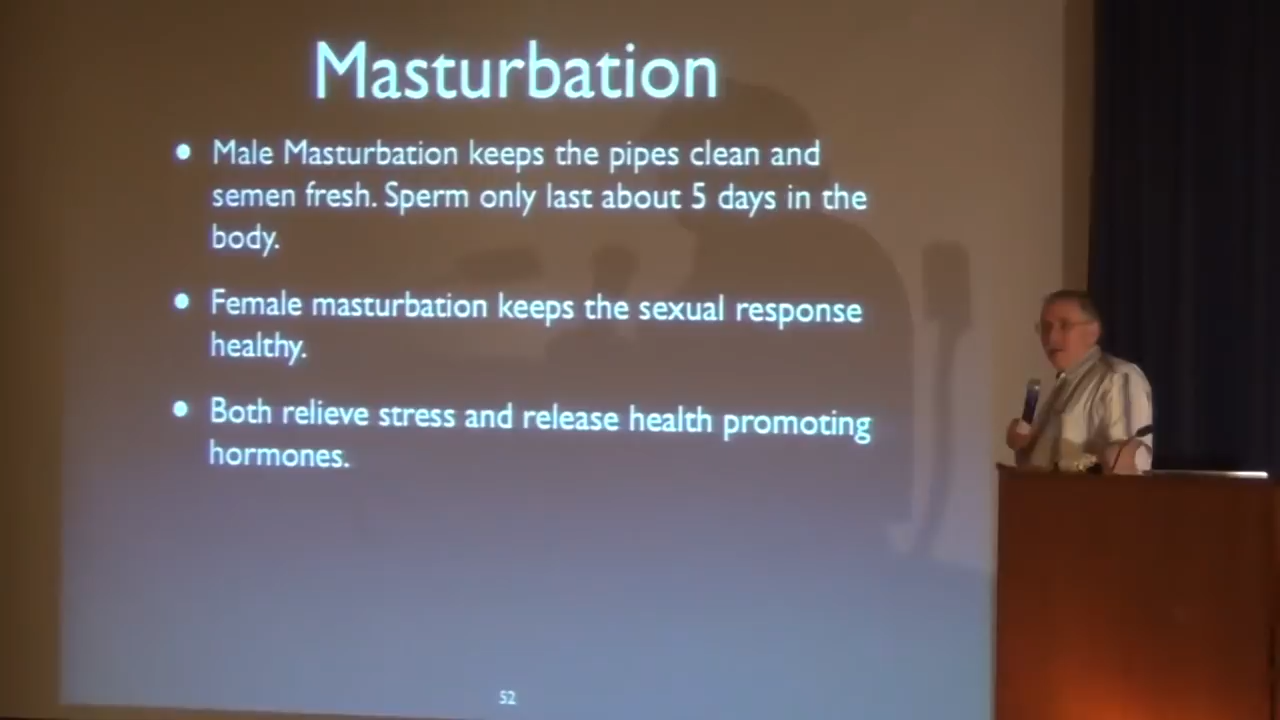 Masturbation
• Male Masturbation keeps the pipes clean and
semen fresh. Sperm only last about 5 days in the
body.
• Female masturbation keeps the sexual response
healthy.
• Both relieve stress and release health promoting
hormones.
52